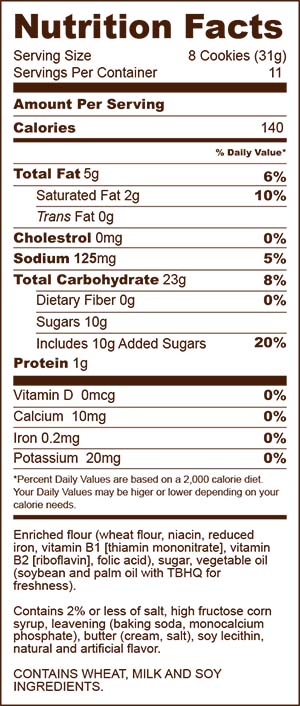 Nutrition Facts
Serving Size 8 Cookies (31g)
Servings Per Container 11
Amount Per Serving
Calories 140
% Daily Value*
Total Fat 5g 6%
Saturated Fat 2g 10%
Trans Fat 0g
Cholestrol 0mg 0%
Sodium 125mg 5%
Total Carbohydrate 23g 8%
Dietary Fiber 0g 0%
Sugars 10g
Includes 10g Added Sugars 20%
Protein 1g
Vitamin D 0mcg 0%
Calcium 10mg 0%
Iron 0.2mg 0%
Potassium 20mg 0%
*Percent Daily Values are based on a 2,000 calorie diet.
Your Daily Values may be higer or lower depending on your
calorie needs.
Enriched flour (wheat flour, niacin, reduced
iron, vitamin B1 [thiamin mononitrate], vitamin
B2 [riboflavin], folic acid), sugar, vegetable oil
(soybean and palm oil with TBHQ for
freshness).
Contains 2% or less of salt, high fructose corn
syrup, leavening (baking soda, monocalcium
phosphate), butter (cream, salt), soy lecithin,
natural and artificial flavor.
CONTAINS WHEAT, MILK AND SOY
INGREDIENTS.